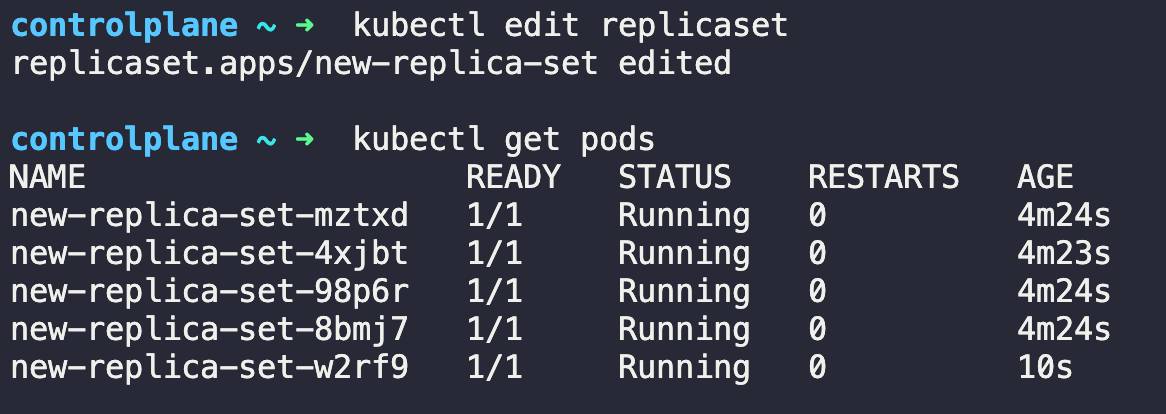 controlplane ~ ➜  kubectl edit replicaset
replicaset.apps/new-replica-set edited
controlplane ~ ➜  kubectl get pods
NAME                    READY   STATUS    RESTARTS   AGE
new-replica-set-mztxd   1/1     Running   0          4m24s
new-replica-set-4xjbt   1/1     Running   0          4m23s
new-replica-set-98p6r   1/1     Running   0          4m24s
new-replica-set-8bmj7   1/1     Running   0          4m24s
new-replica-set-w2rf9   1/1     Running   0          10s